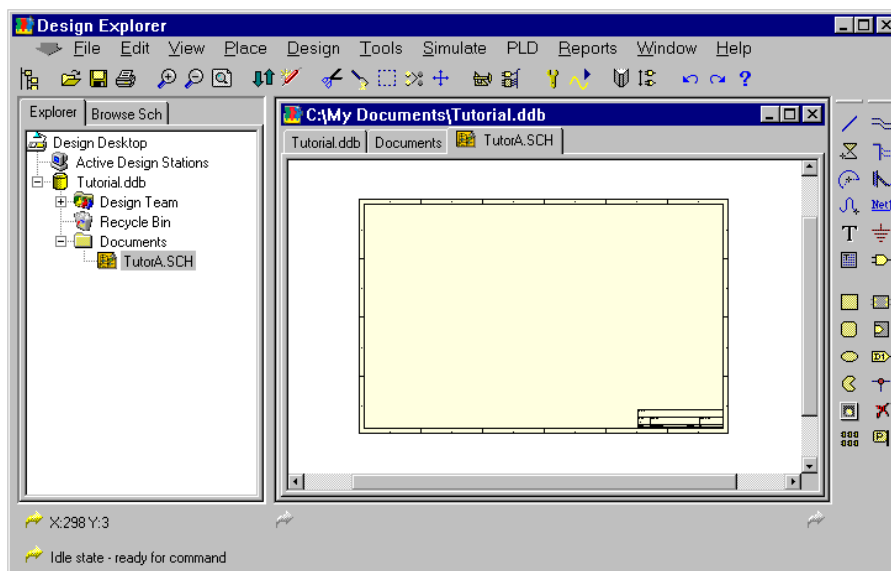 Design Explorer
File Edit View Place Design Tools Simulate PLD Reports Window Help
Explorer Browse Sch
C:\My Documents\Tutorial.ddb
Tutorial.ddb Documents TutorA.SCH
Design Desktop
Active Design Stations
Tutorial.ddb
Design Team
Recycle Bin
Documents
TutorA.SCH
Net1
T
D1
P
X:298 Y:3
Idle state - ready for command